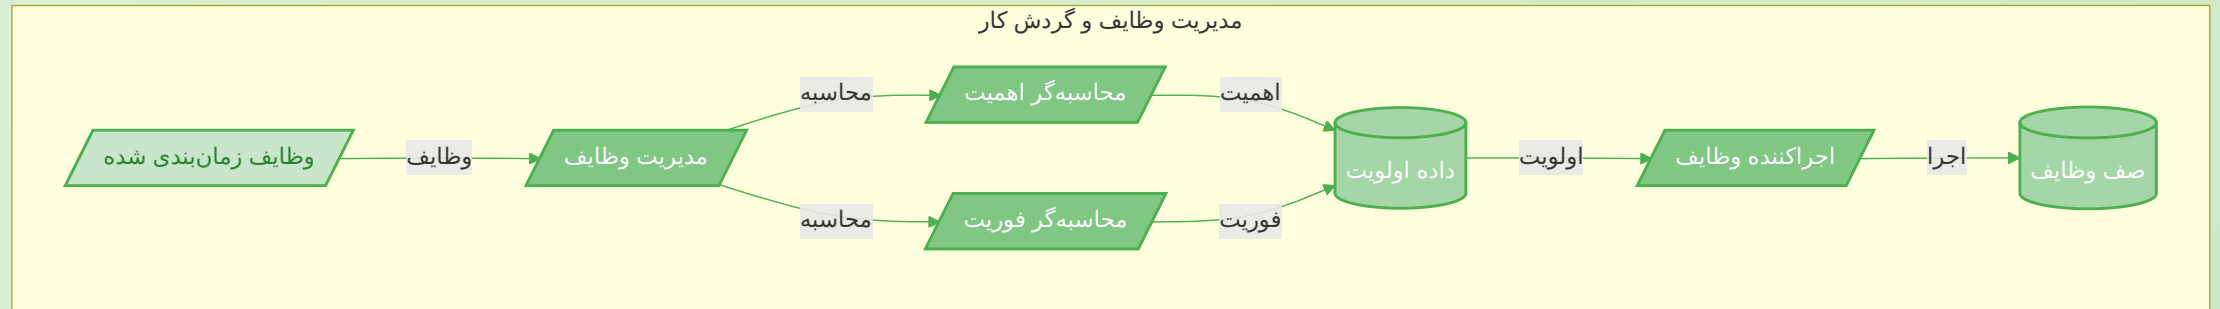 مدیریت وظایف و گردش کار
وظایف زمان‌بندی شده
وظایف
مدیریت وظایف
محاسبه
محاسبه‌گر اهمیت
اهمیت
محاسبه
محاسبه‌گر فوریت
فوریت
داده اولویت
اولویت
اجراکننده وظایف
اجرا
صف وظایف